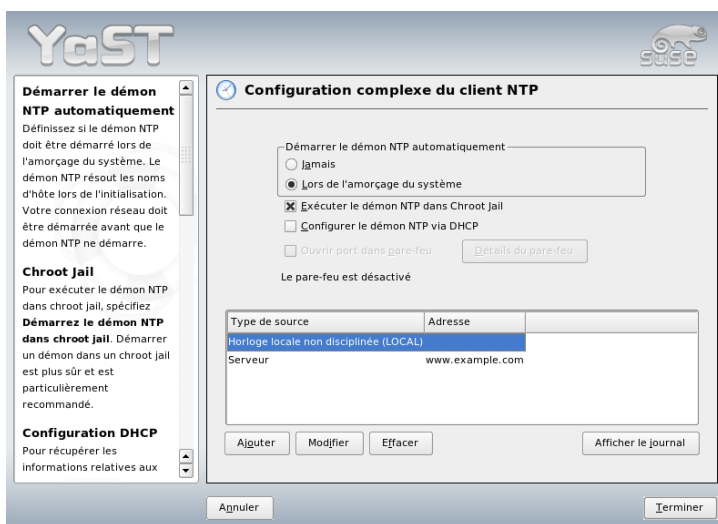 YaST
SUSE
Démarrer le démon
NTP automatiquement
Définissez si le démon NTP
doit être démarré lors de
l'amorçage du système. Le
démon NTP résout les noms
d'hôte lors de l'initialisation.
Votre connexion réseau doit
être démarrée avant que le
démon NTP ne démarre.
Chroot Jail
Pour exécuter le démon NTP
dans chroot jail, spécifiez
Démarrez le démon NTP
dans chroot jail. Démarrer
un démon dans un chroot jail
est plus sûr et est
particulièrement
recommandé.
Configuration DHCP
Pour récupérer les
informations relatives aux
Configuration complexe du client NTP
Démarrer le démon NTP automatiquement
Jamais
Lors de l'amorçage du système
Exécuter le démon NTP dans Chroot Jail
Configurer le démon NTP via DHCP
Ouvrir port dans pare-feu
Détails du pare-feu
Le pare-feu est désactivé
Type de source Adresse
Horloge locale non disciplinée (LOCAL)
Serveur www.example.com
Ajouter Modifier Effacer Afficher le journal
Annuler Terminer